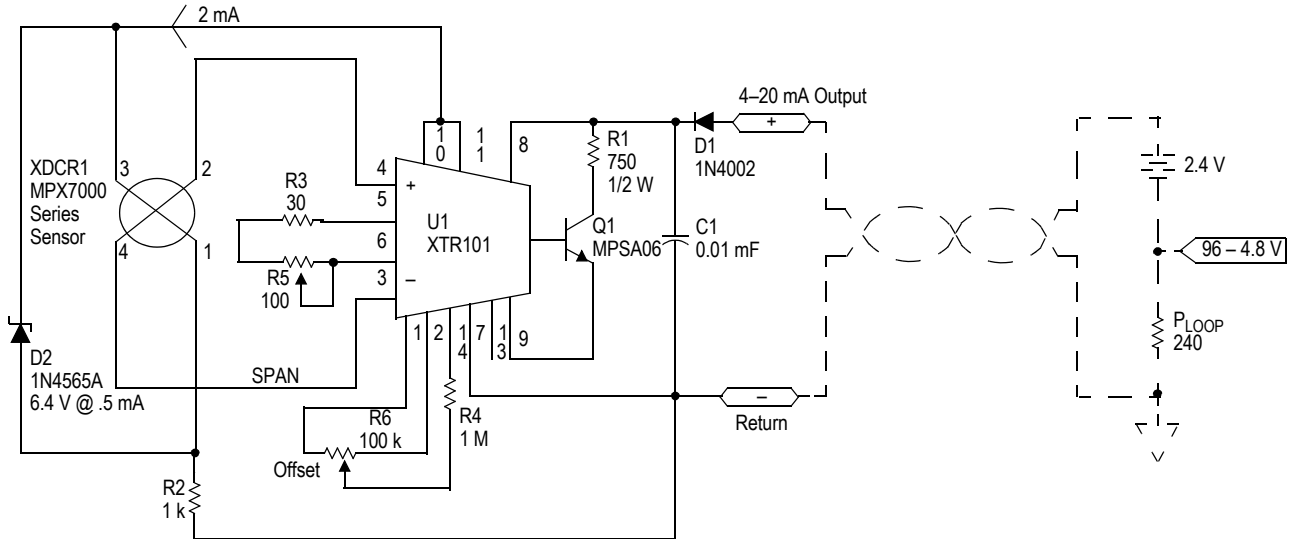 2 mA
4–20 mA Output
+
D1
1N4002
R1
750
1/2 W
1
0
1
1
8
2.4 V
XDCR1
MPX7000
Series
Sensor
3
2
4
1
R3
30
4
+
5
U1
XTR101
6
3
–
R5
100
Q1
MPSA06
C1
0.01 mF
96 – 4.8 V
PLOOP
240
D2
1N4565A
6.4 V @ .5 mA
SPAN
1
2
1
4
7
1
3
9
R6
100 k
R4
1 M
–
Return
Offset
R2
1 k